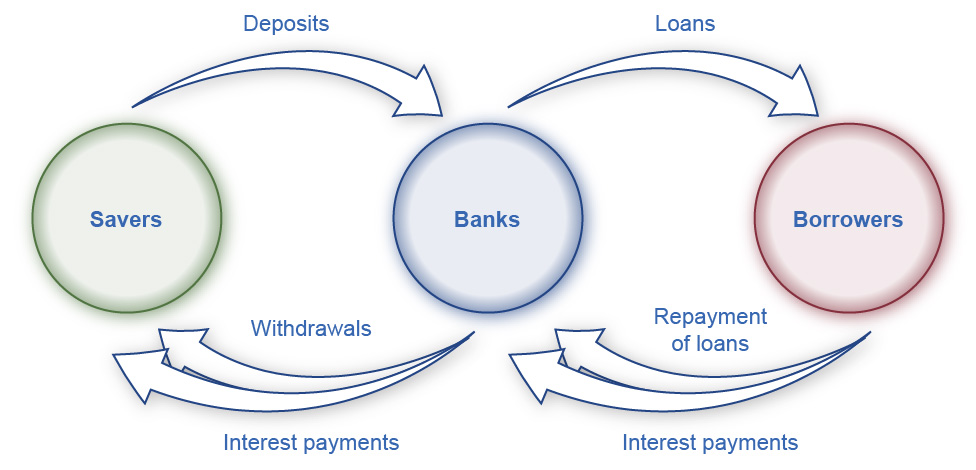 Deposits
Loans
Savers
Banks
Borrowers
Withdrawals
Repayment
of loans
Interest payments
Interest payments